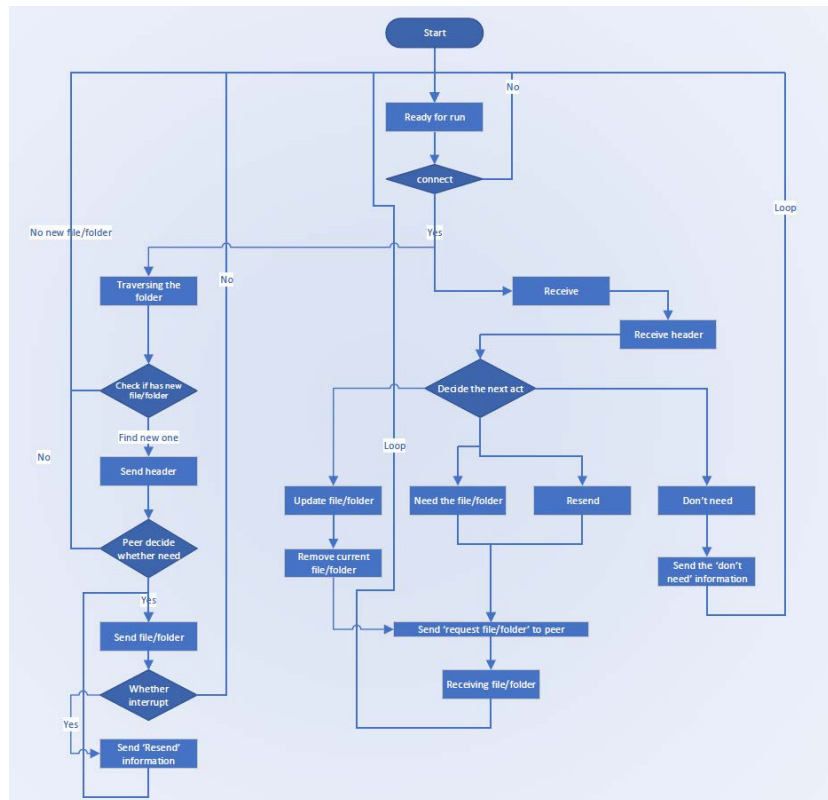 Start
No
Ready for run
connect
Loop
Yes
No new file/folder
No
Traversing the
folder
Receive
Receive header
Check if has new
file/folder
Decide the next act
Find new one
Loop
No
Send header
Update file/folder
Need the file/folder
Resend
Don't need
Peer decide
whether need
Remove current
file/folder
Send the ‘don't
need’ information
Yes
Send file/folder
Send ‘request file/folder’ to peer
Whether
interrupt
Receiving file/folder
Yes
Send ‘Resend’
information